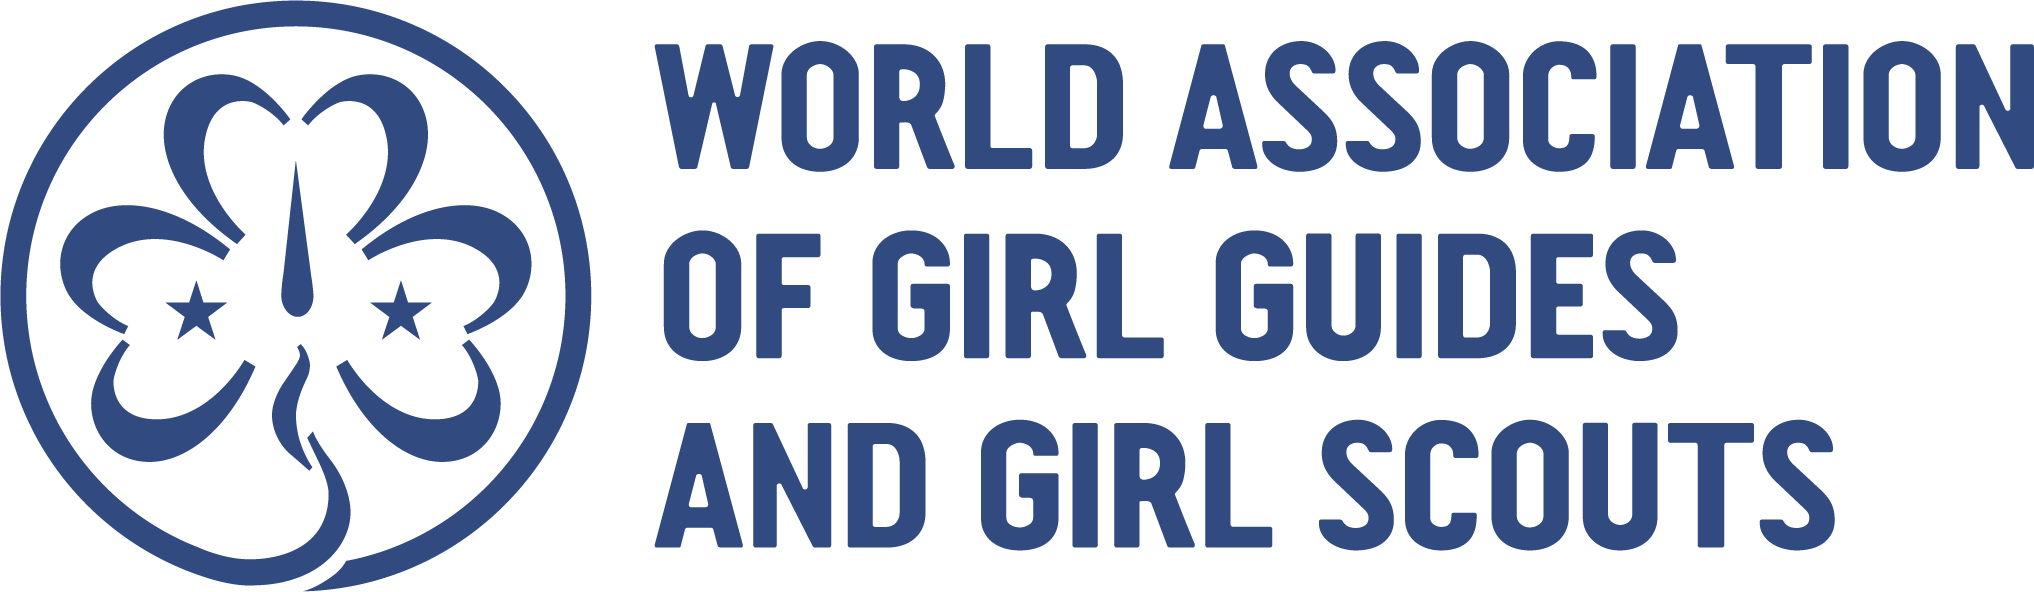 WORLD ASSOCIATION
OF GIRL GUIDES
AND GIRL SCOUTS